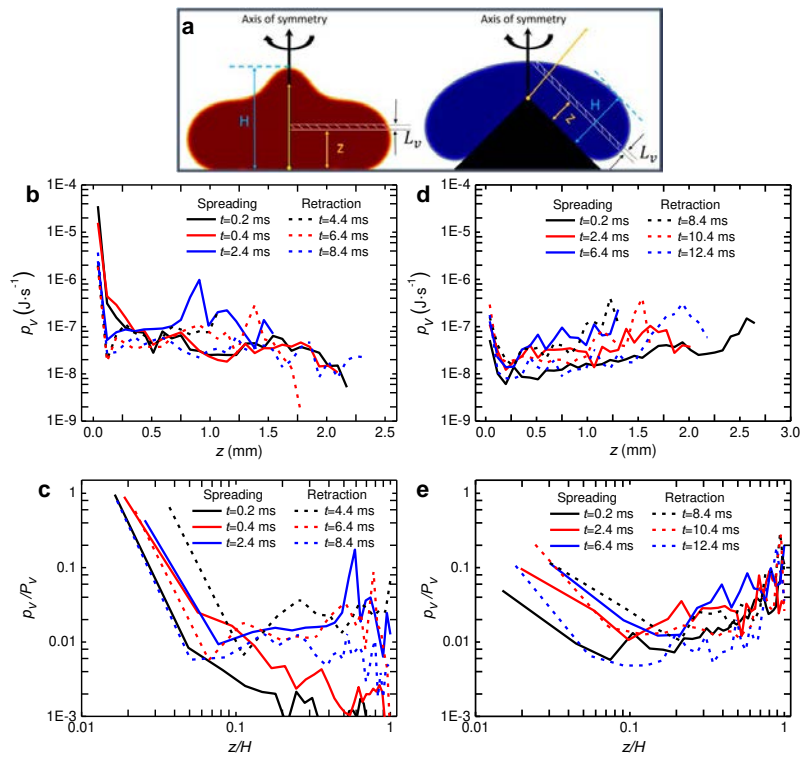 a
Axis of symmetry
Axis of symmetry
H
z
L_v
H
z
L_v
b
Spreading Retraction
t=0.2 ms t=4.4 ms
t=0.4 ms t=6.4 ms
t=2.4 ms t=8.4 ms
p_v (J·s⁻¹)
1E-4
1E-5
1E-6
1E-7
1E-8
1E-9
0.0 0.5 1.0 1.5 2.0 2.5
z (mm)
d
Spreading Retraction
t=0.2 ms t=8.4 ms
t=2.4 ms t=10.4 ms
t=6.4 ms t=12.4 ms
p_v (J·s⁻¹)
1E-4
1E-5
1E-6
1E-7
1E-8
1E-9
0.0 0.5 1.0 1.5 2.0 2.5 3.0
z (mm)
c
Spreading Retraction
t=0.2 ms t=4.4 ms
t=0.4 ms t=6.4 ms
t=2.4 ms t=8.4 ms
p_v/P_v
1
0.1
0.01
1E-3
0.01 0.1 1
z/H
e
Spreading Retraction
t=0.2 ms t=8.4 ms
t=2.4 ms t=10.4 ms
t=6.4 ms t=12.4 ms
p_v/P_v
1
0.1
0.01
1E-3
0.01 0.1 1
z/H